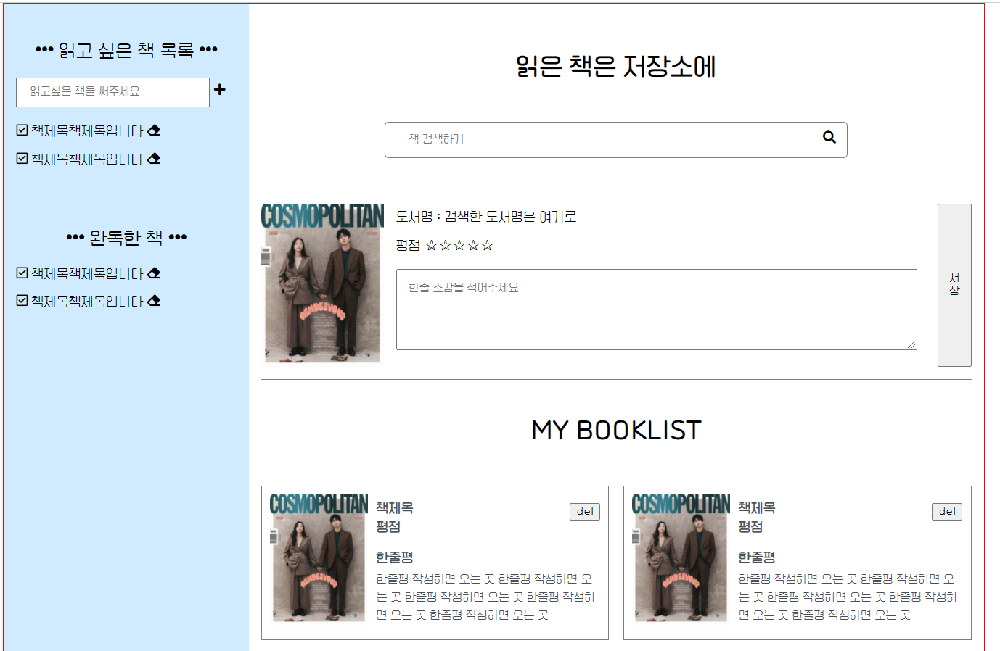 ••• 읽고 싶은 책 목록 •••
읽고싶은 책을 써주세요
책제목책제목입니다
책제목책제목입니다
••• 완독한 책 •••
책제목책제목입니다
책제목책제목입니다
읽은 책은 저장소에
책 검색하기
COSMOPOLITAN
RENDEZVOUS
도서명 : 검색한 도서명은 여기로
평점 ☆☆☆☆☆
한줄 소감을 적어주세요
저
장
MY BOOKLIST
COSMOPOLITAN
RENDEZVOUS
책제목
del
평점
한줄평
한줄평 작성하면 오는 곳 한줄평 작성하면 오
는 곳 한줄평 작성하면 오는 곳 한줄평 작성하
면 오는 곳 한줄평 작성하면 오는 곳
COSMOPOLITAN
RENDEZVOUS
책제목
del
평점
한줄평
한줄평 작성하면 오는 곳 한줄평 작성하면 오
는 곳 한줄평 작성하면 오는 곳 한줄평 작성하
면 오는 곳 한줄평 작성하면 오는 곳